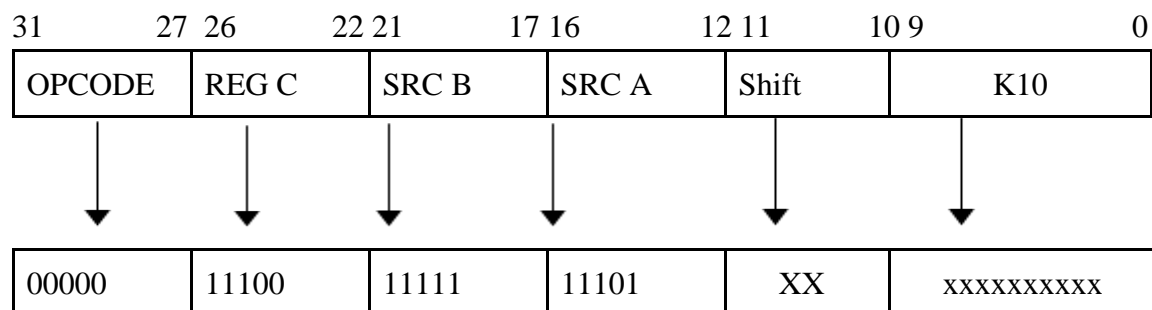 31 27 26 22 21 17 16 12 11 10 9 0
OPCODE REG C SRC B SRC A Shift K10
00000 11100 11111 11101 XX xxxxxxxxxx